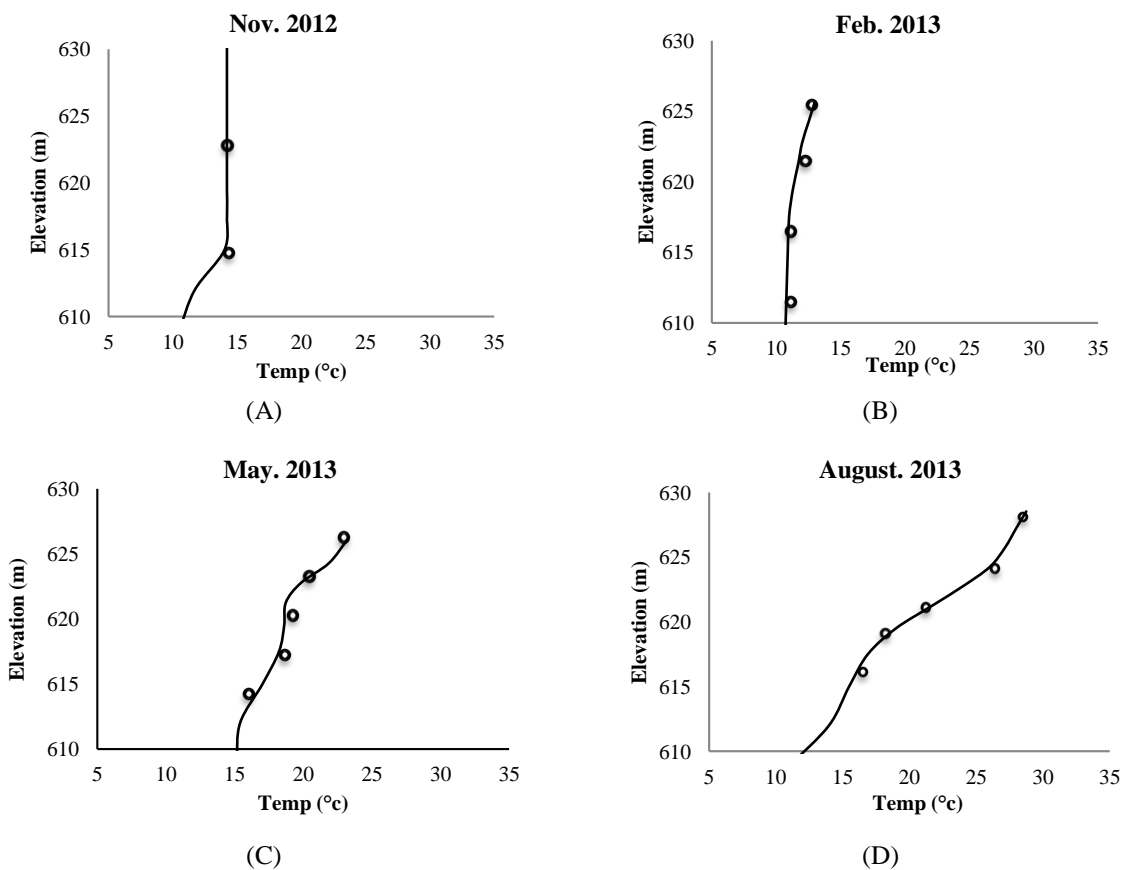 Nov. 2012
630
625
620
615
610
Elevation (m)
5 10 15 20 25 30 35
Temp (°c)
(A)
Feb. 2013
630
625
620
615
610
Elevation (m)
5 10 15 20 25 30 35
Temp (°c)
(B)
May. 2013
630
625
620
615
610
Elevation (m)
5 10 15 20 25 30 35
Temp (°c)
(C)
August. 2013
630
625
620
615
610
Elevation (m)
5 10 15 20 25 30 35
Temp (°c)
(D)